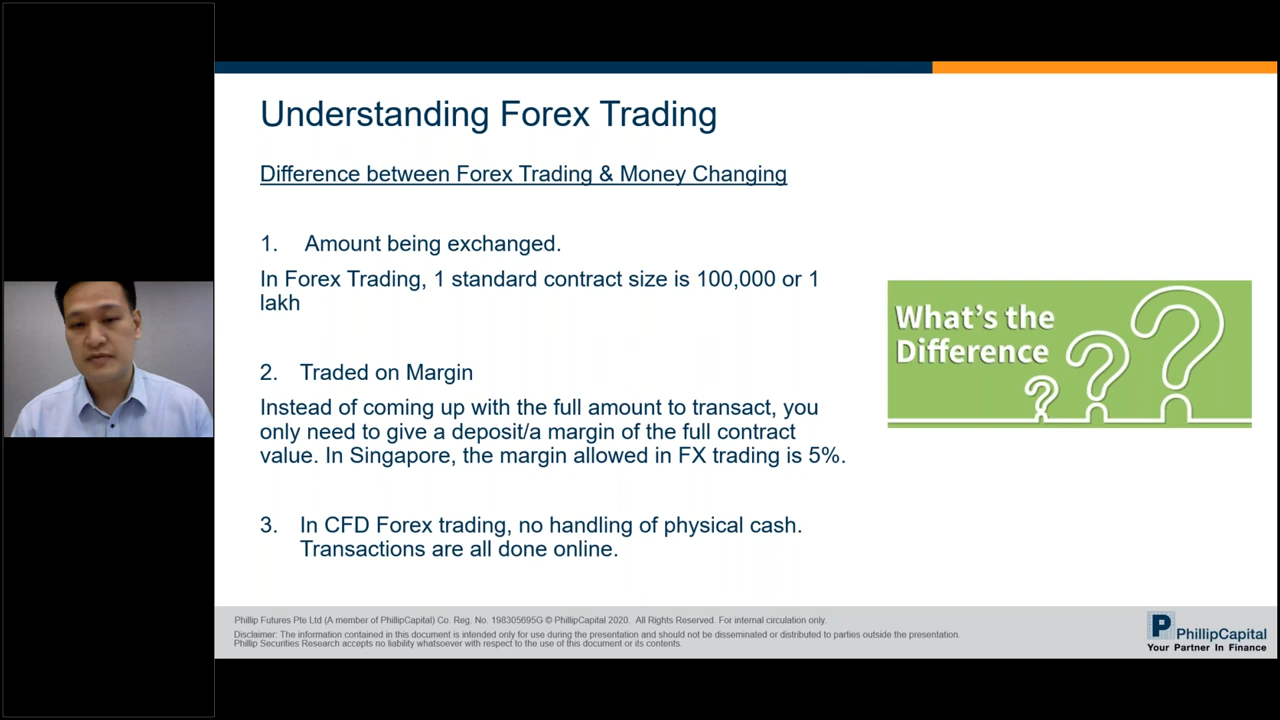 Understanding Forex Trading
Difference between Forex Trading & Money Changing
1. Amount being exchanged.
In Forex Trading, 1 standard contract size is 100,000 or 1
lakh
2. Traded on Margin
Instead of coming up with the full amount to transact, you
only need to give a deposit/a margin of the full contract
value. In Singapore, the margin allowed in FX trading is 5%.
3. In CFD Forex trading, no handling of physical cash.
Transactions are all done online.
What's the
Difference
???
Phillip Futures Pte Ltd (A member of PhillipCapital) Co. Reg. No. 198305695G © PhillipCapital 2020. All Rights Reserved. For internal circulation only.
Disclaimer: The information contained in this document is intended only for use during the presentation and should not be disseminated or distributed to parties outside the presentation.
Phillip Securities Research accepts no liability whatsoever with respect to the use of this document or its contents.
P PhillipCapital
Your Partner In Finance